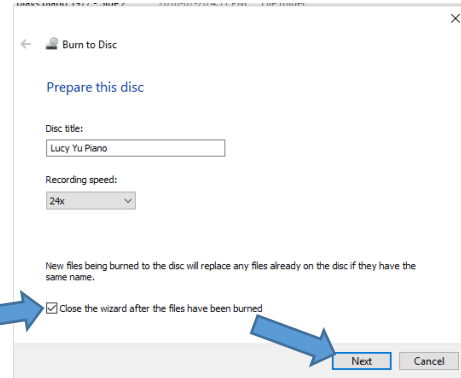 Burn to Disc
Prepare this disc
Disc title:
Lucy Yu Piano
Recording speed:
24x
New files being burned to the disc will replace any files already on the disc if they have the
same name.
Close the wizard after the files have been burned
Next Cancel